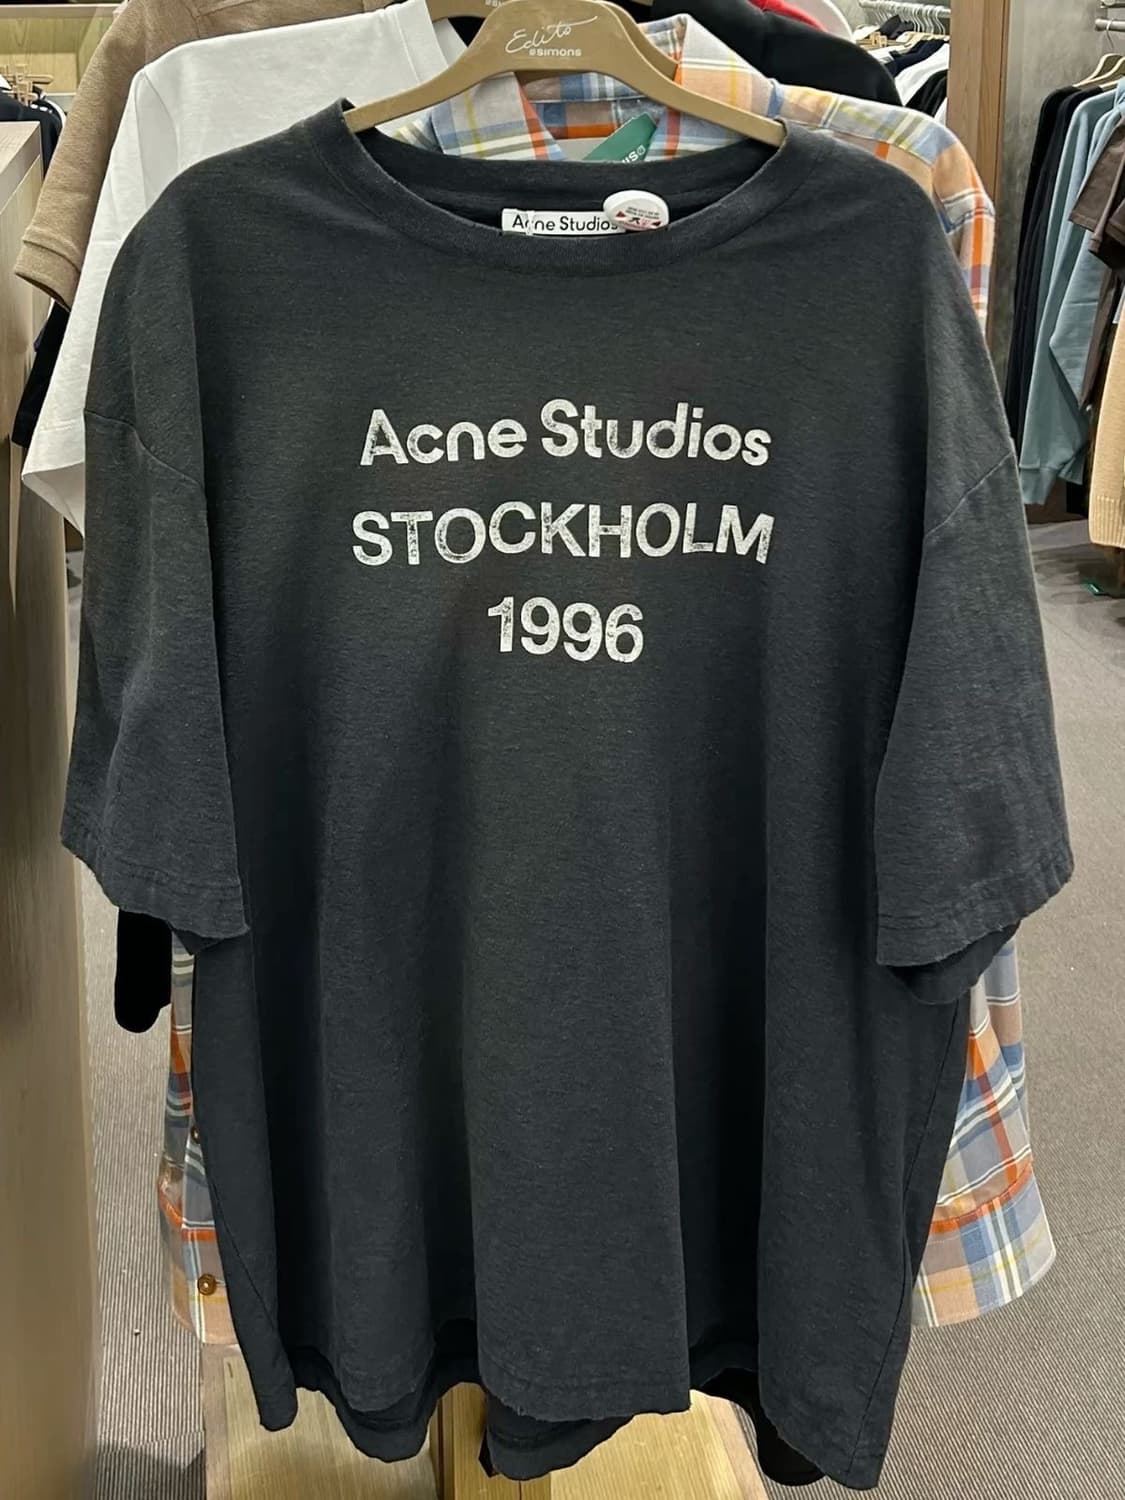 Edito
@SIMONS
Acne Studios
Acne Studios
STOCKHOLM
1996